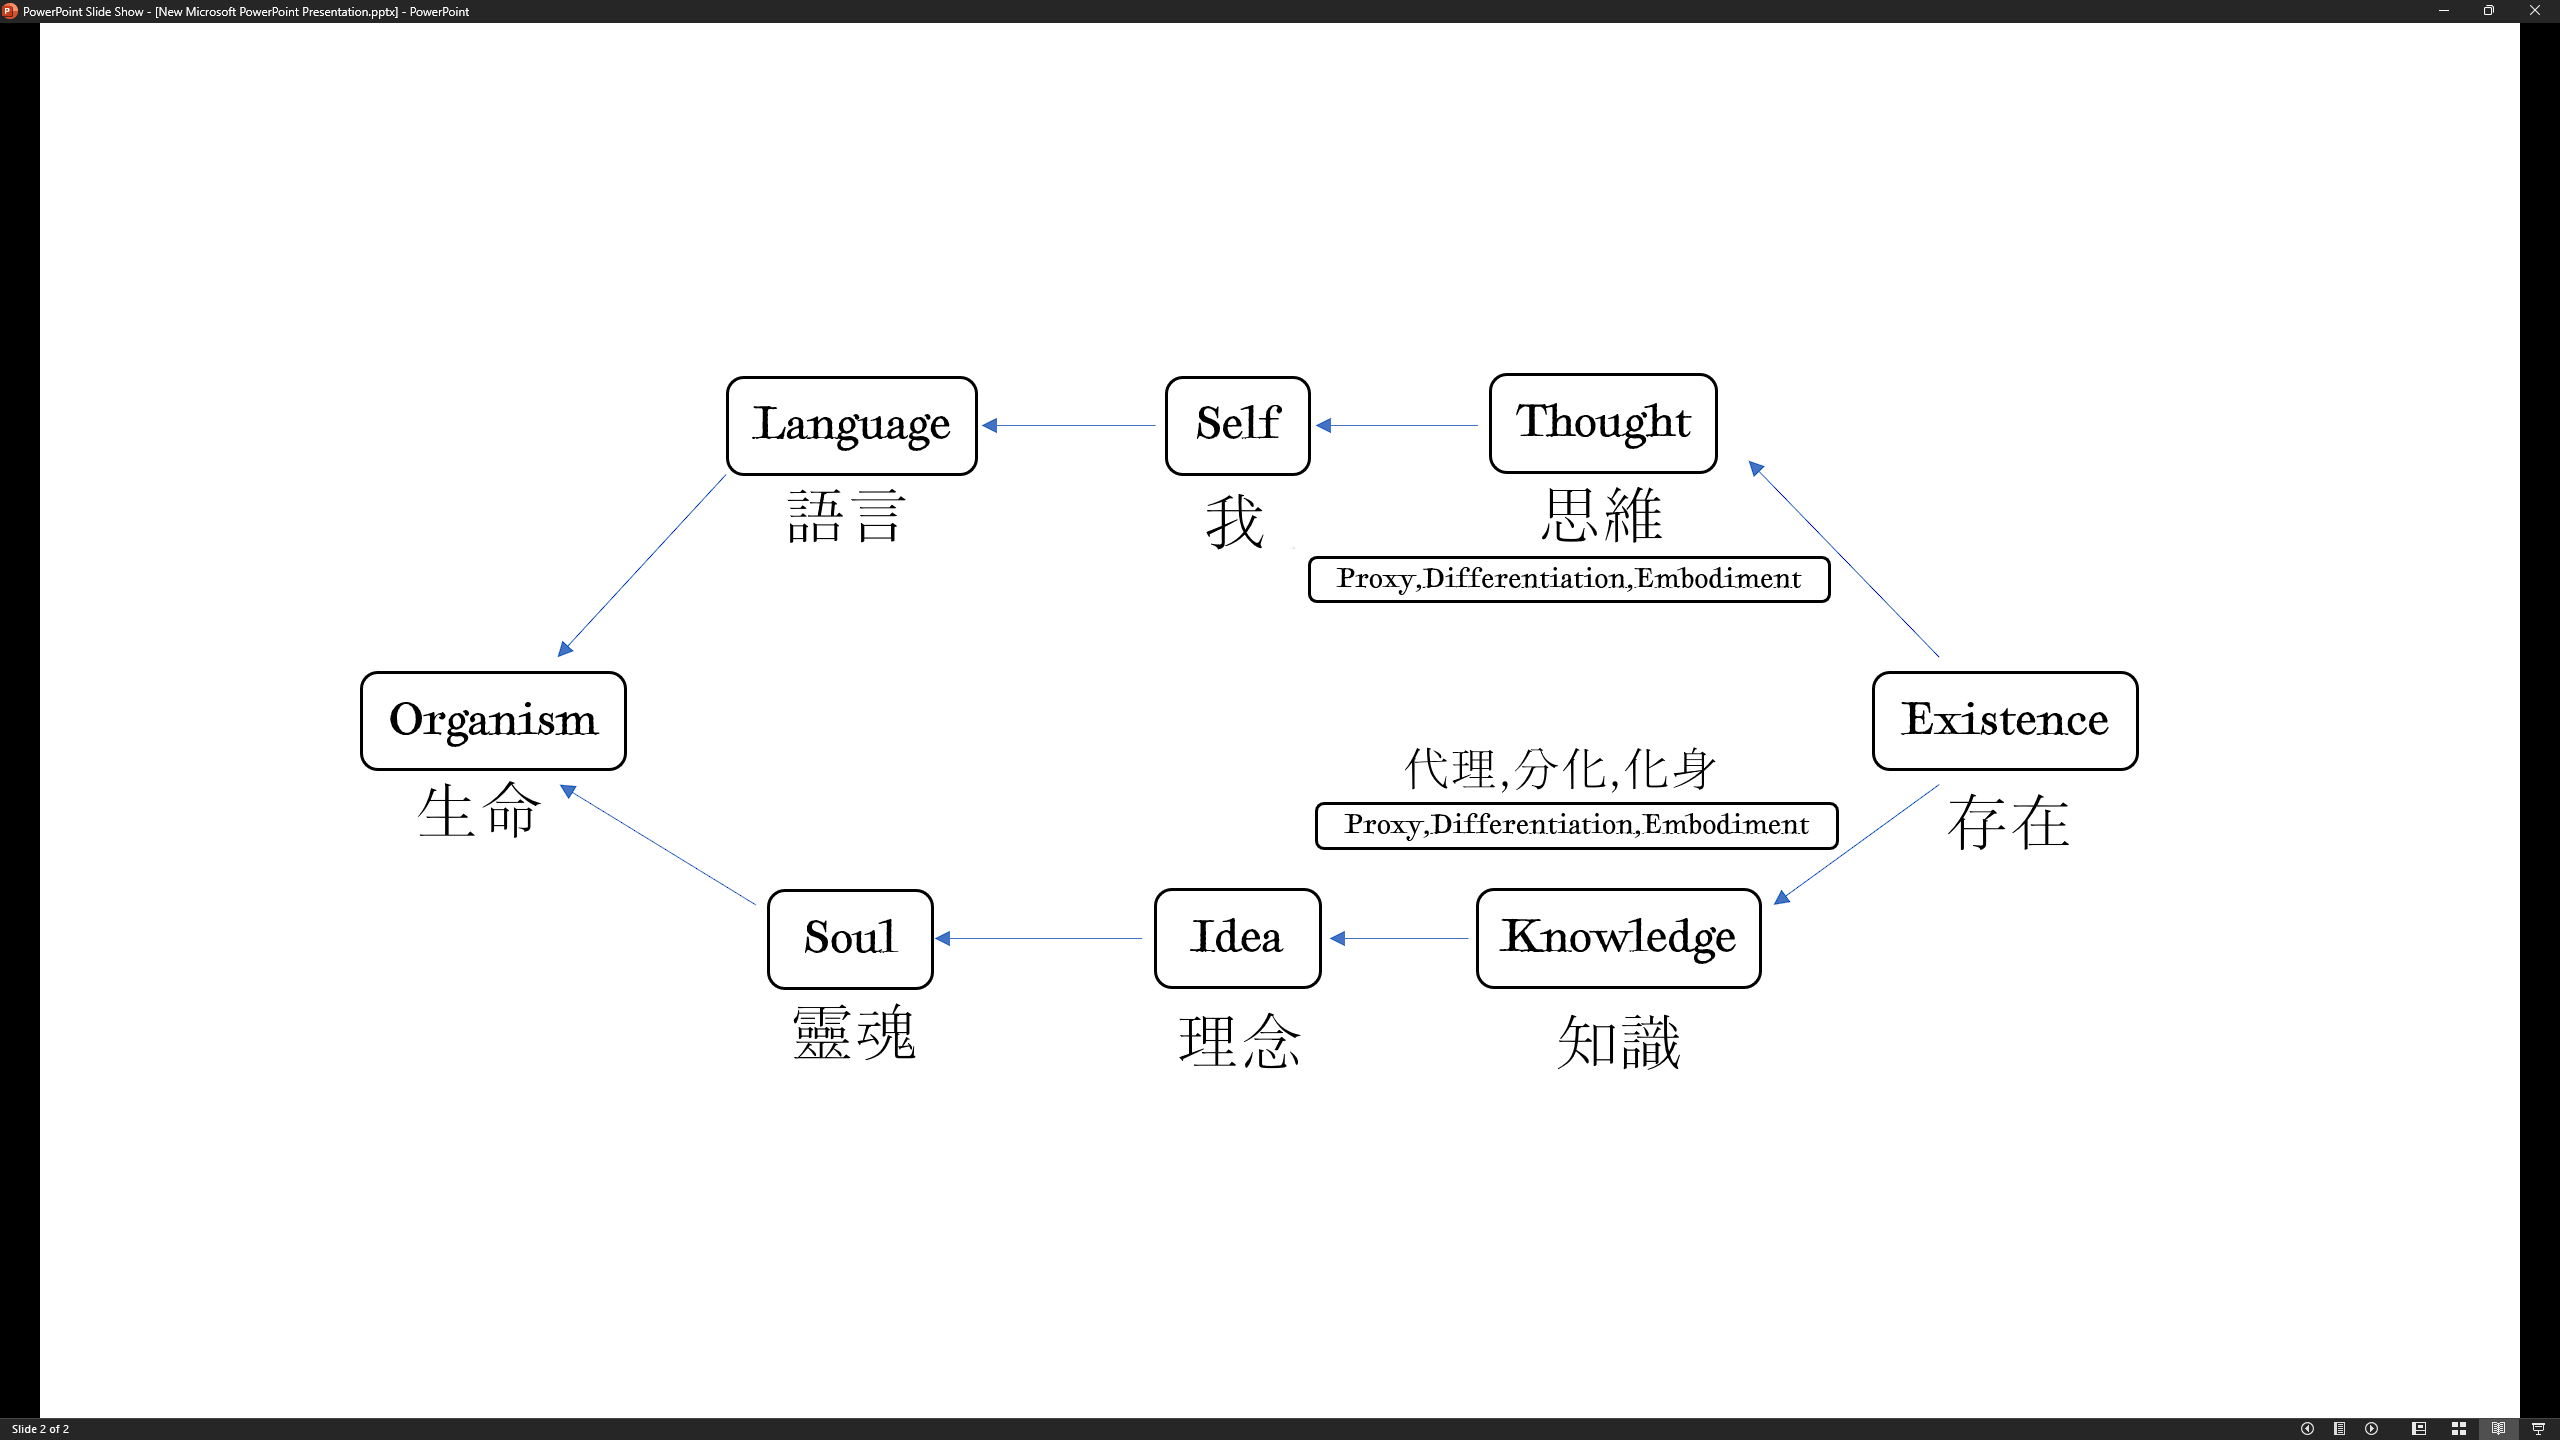 PowerPoint Slide Show - [New Microsoft PowerPoint Presentation.pptx] - PowerPoint
Language
Self
Thought
語言
我
思維
Proxy,Differentiation,Embodiment
Organism
Existence
生命
存在
代理,分化,化身
Proxy,Differentiation,Embodiment
Soul
Idea
Knowledge
靈魂
理念
知識
Slide 2 of 2